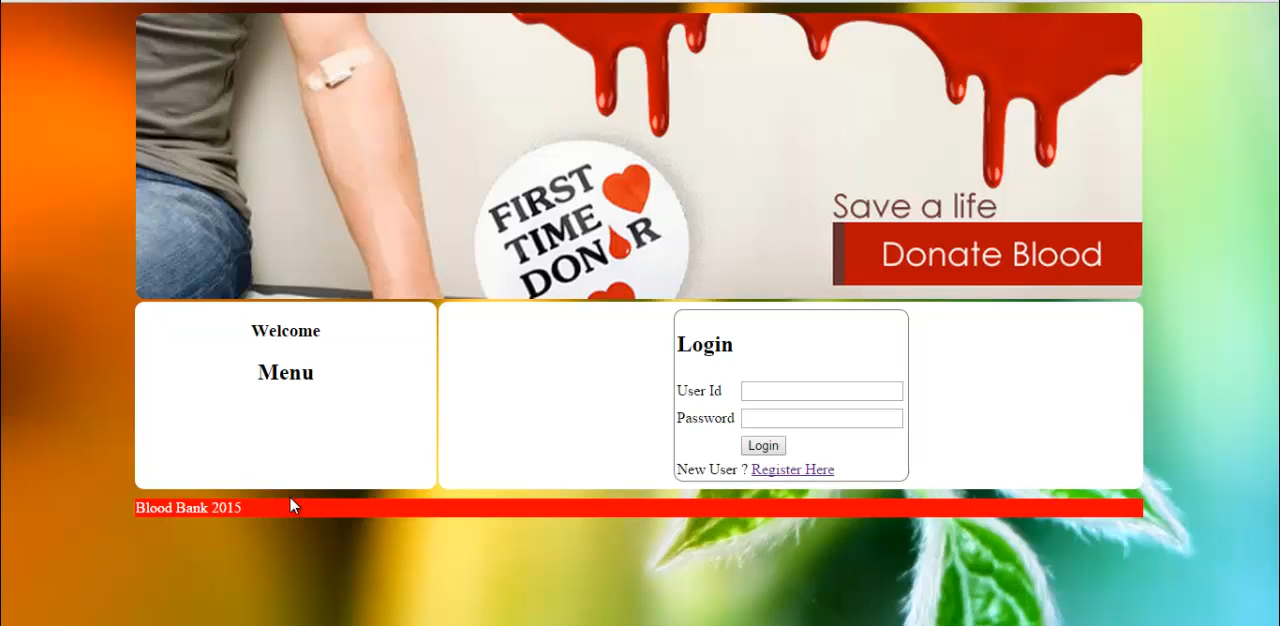 FIRST
TIME
DONOR
Save a life
Donate Blood
Welcome
Menu
Login
User Id
Password
Login
New User ? Register Here
Blood Bank 2015